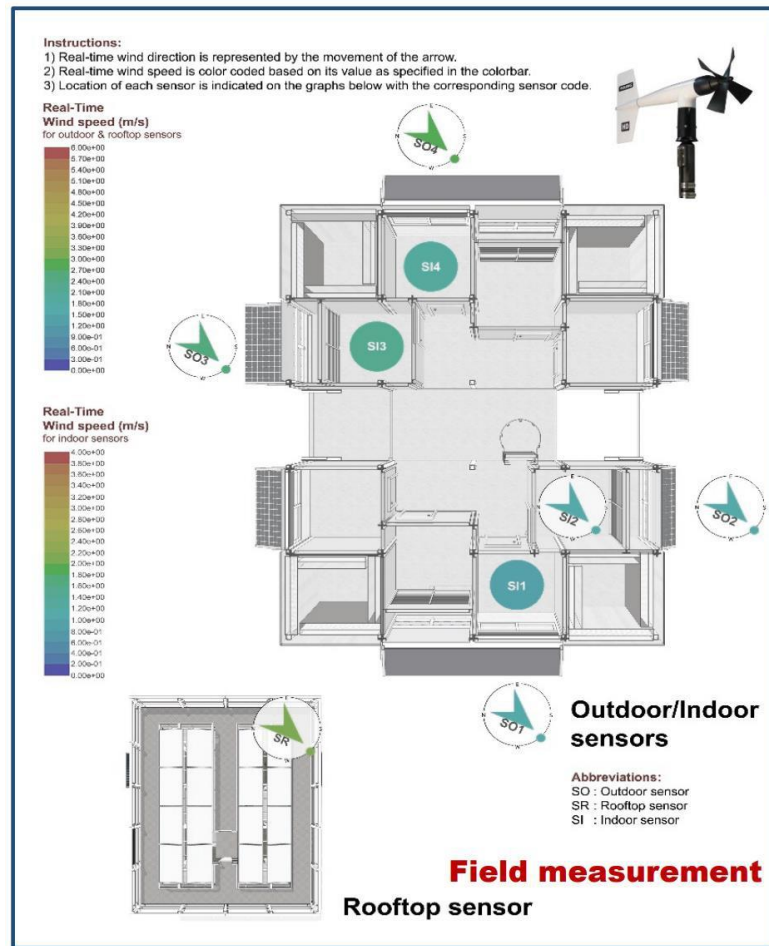 Instructions:
1) Real-time wind direction is represented by the movement of the arrow.
2) Real-time wind speed is color coded based on its value as specified in the colorbar.
3) Location of each sensor is indicated on the graphs below with the corresponding sensor code.
Real-Time
Wind speed (m/s)
for outdoor & rooftop sensors
6.00e+00
5.70e+00
5.40e+00
5.10e+00
4.80e+00
4.50e+00
4.20e+00
3.90e+00
3.60e+00
3.30e+00
3.00e+00
2.70e+00
2.40e+00
2.10e+00
1.80e+00
1.50e+00
1.20e+00
9.00e-01
6.00e-01
3.00e-01
0.00e+00
E
N
S
W
SO4
SI4
E
N
S
W
SO3
SI3
Real-Time
Wind speed (m/s)
for indoor sensors
4.00e+00
3.80e+00
3.60e+00
3.40e+00
3.20e+00
3.00e+00
2.80e+00
2.60e+00
2.40e+00
2.20e+00
2.00e+00
1.80e+00
1.60e+00
1.40e+00
1.20e+00
1.00e+00
8.00e-01
6.00e-01
4.00e-01
2.00e-01
0.00e+00
E
N
S
W
SI2
E
N
S
W
SO2
SI1
E
N
S
W
SO1
E
N
S
W
SR
Outdoor/Indoor
sensors
Abbreviations:
SO : Outdoor sensor
SR : Rooftop sensor
SI : Indoor sensor
Field measurement
Rooftop sensor